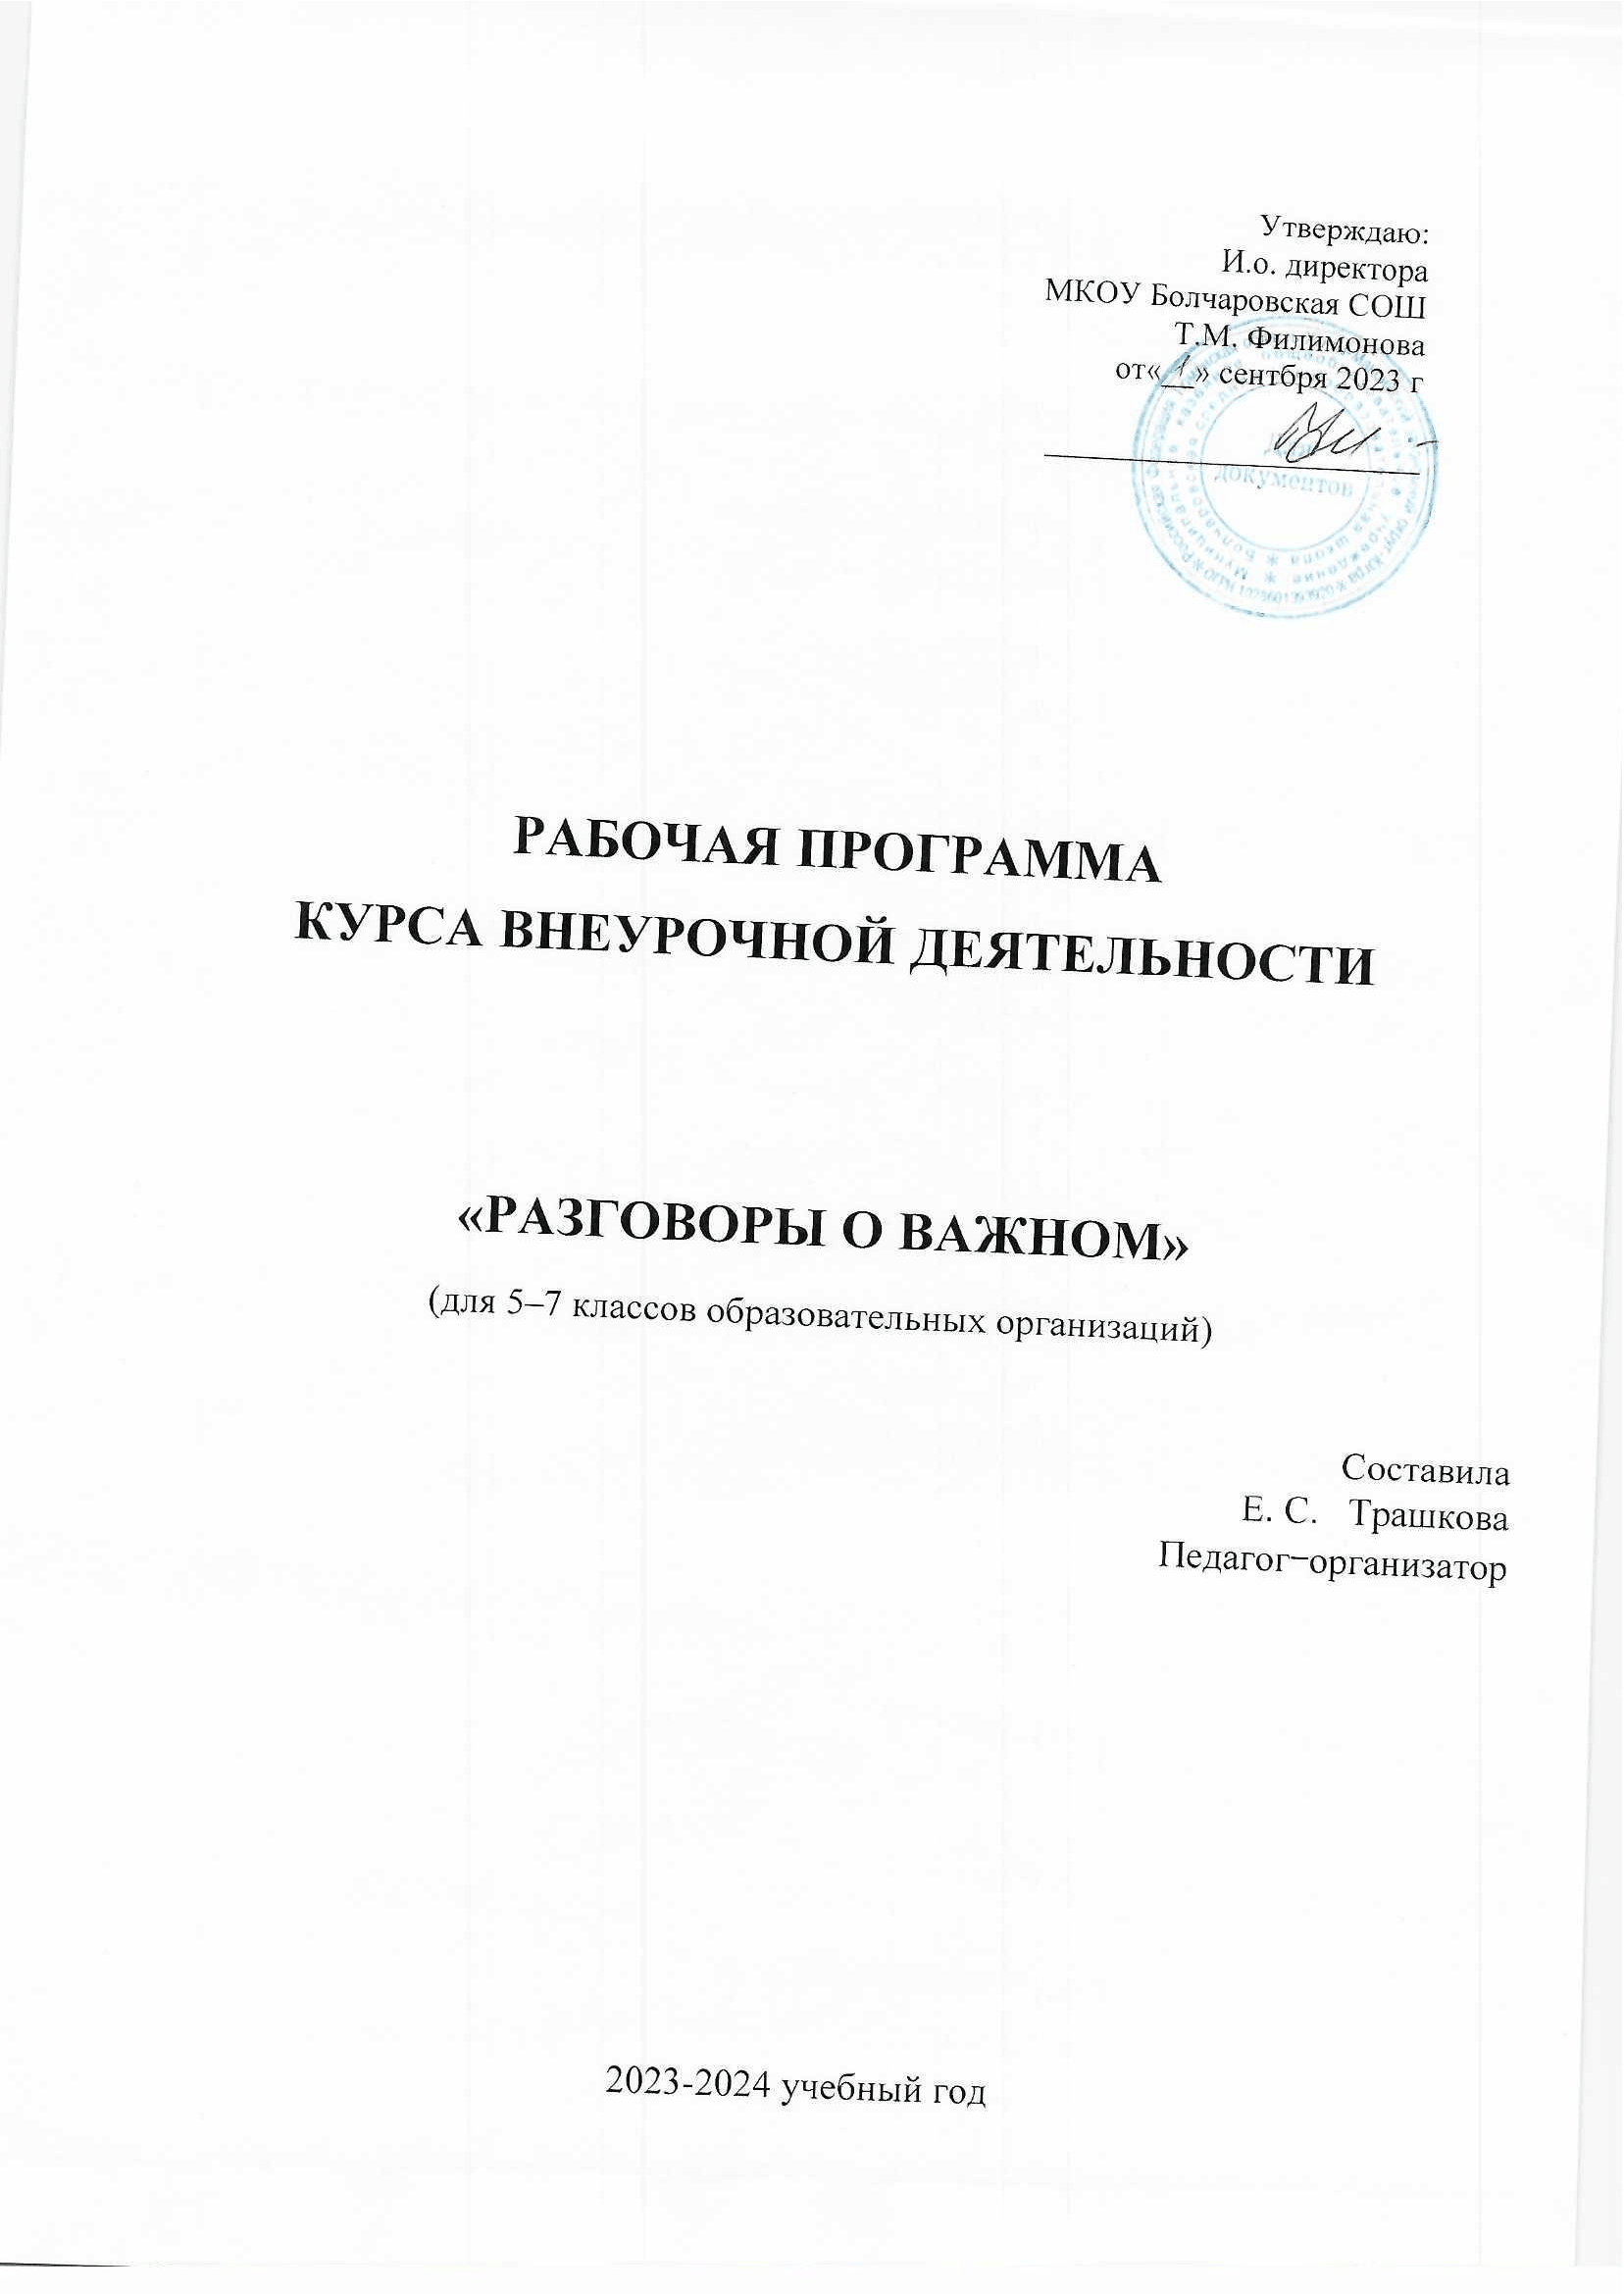 Утверждаю:
И.о. директора
МКОУ Болчаровская СОШ
Т.М. Филимонова
от«1» сентбря 2023 г
документов
РАБОЧАЯ ПРОГРАММА
КУРСА ВНЕУРОЧНОЙ ДЕЯТЕЛЬНОСТИ
«РАЗГОВОРЫ О ВАЖНОМ»
(для 5–7 классов образовательных организаций)
Составила
Е. С. Трашкова
Педагог–организатор
2023-2024 учебный год